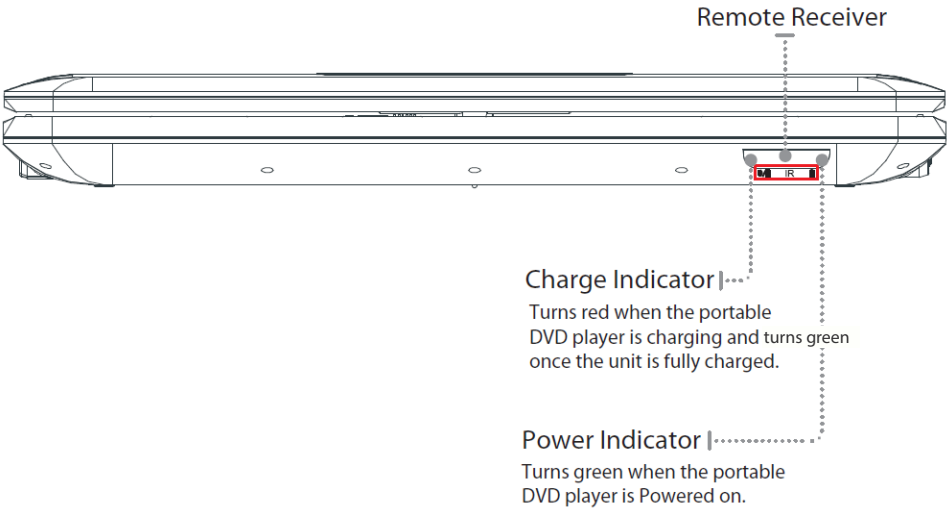 Remote Receiver
IR
Charge Indicator
Turns red when the portable
DVD player is charging and turns green
once the unit is fully charged.
Power Indicator
Turns green when the portable
DVD player is Powered on.